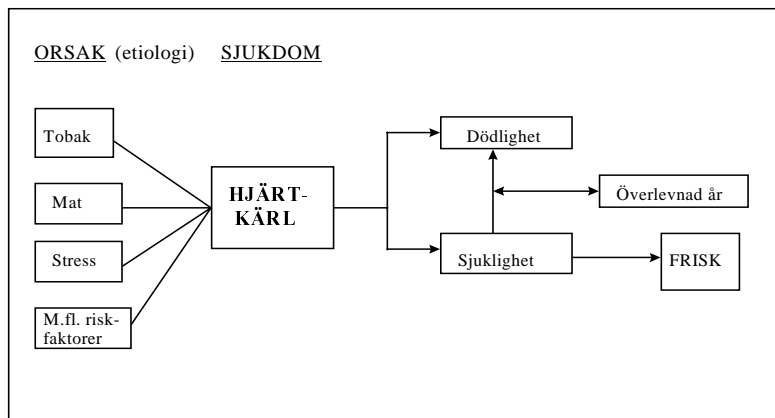 ORSAK (etiologi) SJUKDOM
Tobak
Mat
Stress
M.fl. risk-
faktorer
HJÄRT-
KÄRL
Dödlighet
Överlevnad år
Sjuklighet
FRISK